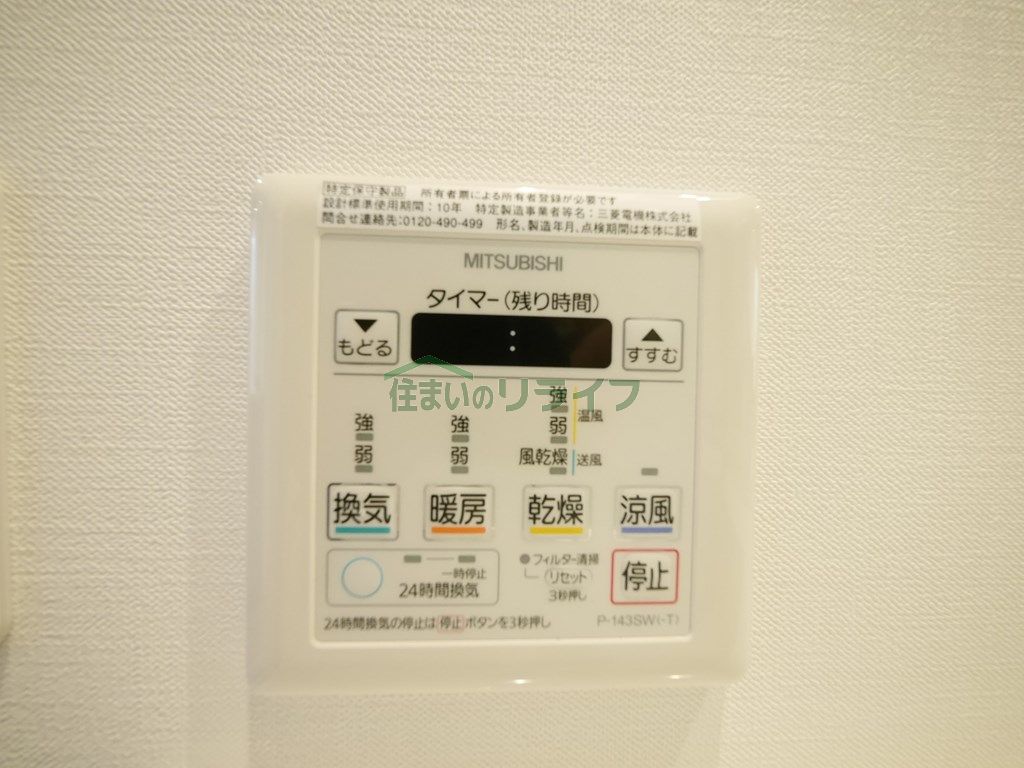 特定保守製品 所有者票による所有者登録が必要です
設計標準使用期間：10年 特定製造事業者等名：三菱電機株式会社
問合せ連絡先：0120-490-499 形名、製造年月、点検期間は本体に記載
MITSUBISHI
タイマー（残り時間）
▼ : ▲
もどる すすむ
住まいのリライフ
強 強 強 温風
弱 弱 弱
風乾燥 送風
換気 暖房 乾燥 涼風
一時停止
24時間換気
●フィルター清掃
（リセット）
3秒押し
停止
24時間換気の停止は 停止 ボタンを3秒押し P-143SW(-T)